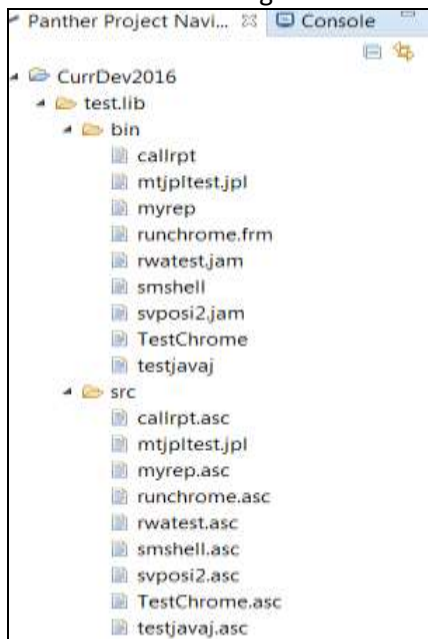 Panther Project Navi... Console
CurrDev2016
test.lib
bin
callrpt
mtjpltest.jpl
myrep
runchrome.frm
rwatest.jam
smshell
svposi2.jam
TestChrome
testjavaj
src
callrpt.asc
mtjpltest.jpl
myrep.asc
runchrome.asc
rwatest.asc
smshell.asc
svposi2.asc
TestChrome.asc
testjavaj.asc